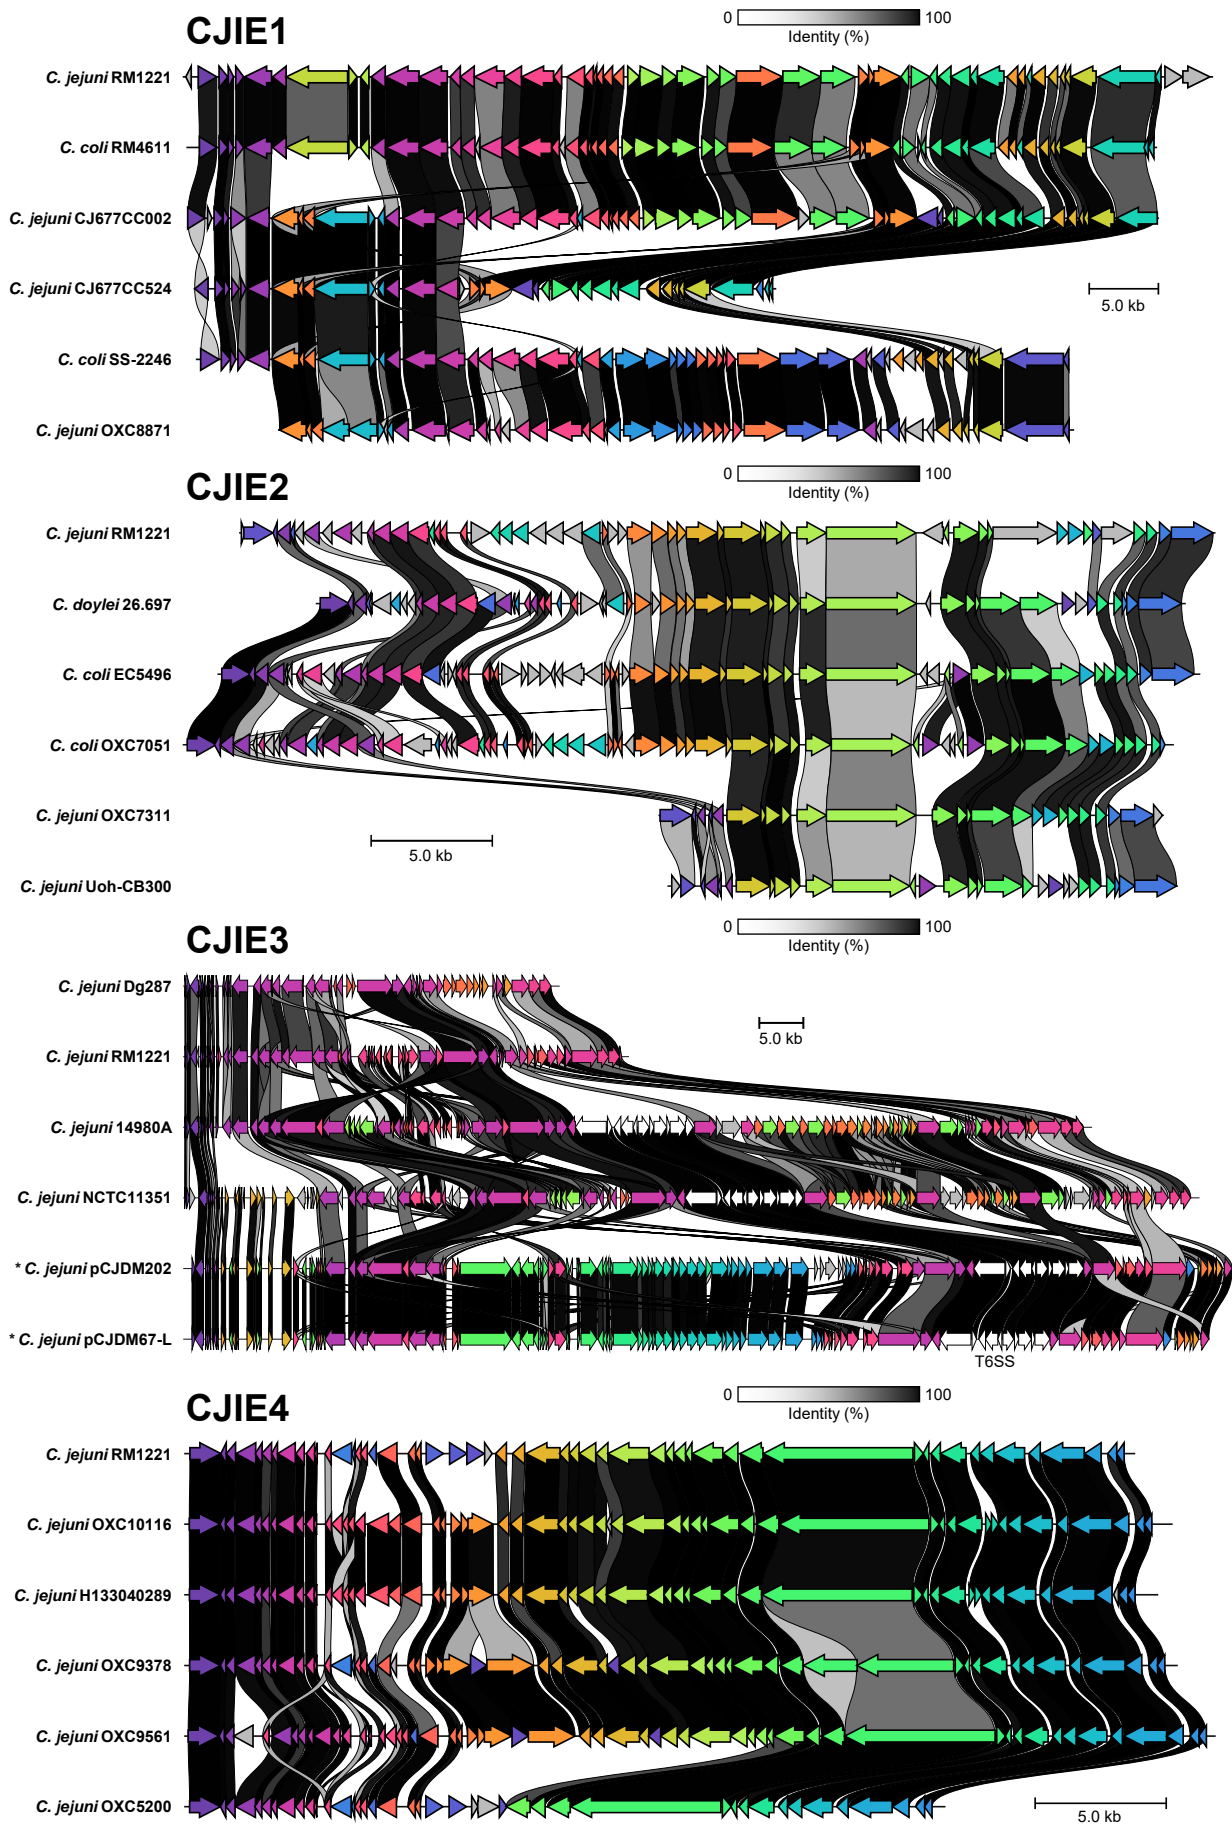 CJIE1
0 100
Identity (%)
C. jejuni RM1221
C. coli RM4611
C. jejuni CJ677CC002
C. jejuni CJ677CC524
5.0 kb
C. coli SS-2246
C. jejuni OXC8871
CJIE2
0 100
Identity (%)
C. jejuni RM1221
C. doylei 26.697
C. coli EC5496
C. coli OXC7051
C. jejuni OXC7311
5.0 kb
C. jejuni Uoh-CB300
CJIE3
0 100
Identity (%)
C. jejuni Dg287
5.0 kb
C. jejuni RM1221
C. jejuni 14980A
C. jejuni NCTC11351
* C. jejuni pCJDM202
* C. jejuni pCJDM67-L
T6SS
CJIE4
0 100
Identity (%)
C. jejuni RM1221
C. jejuni OXC10116
C. jejuni H133040289
C. jejuni OXC9378
C. jejuni OXC9561
C. jejuni OXC5200
5.0 kb